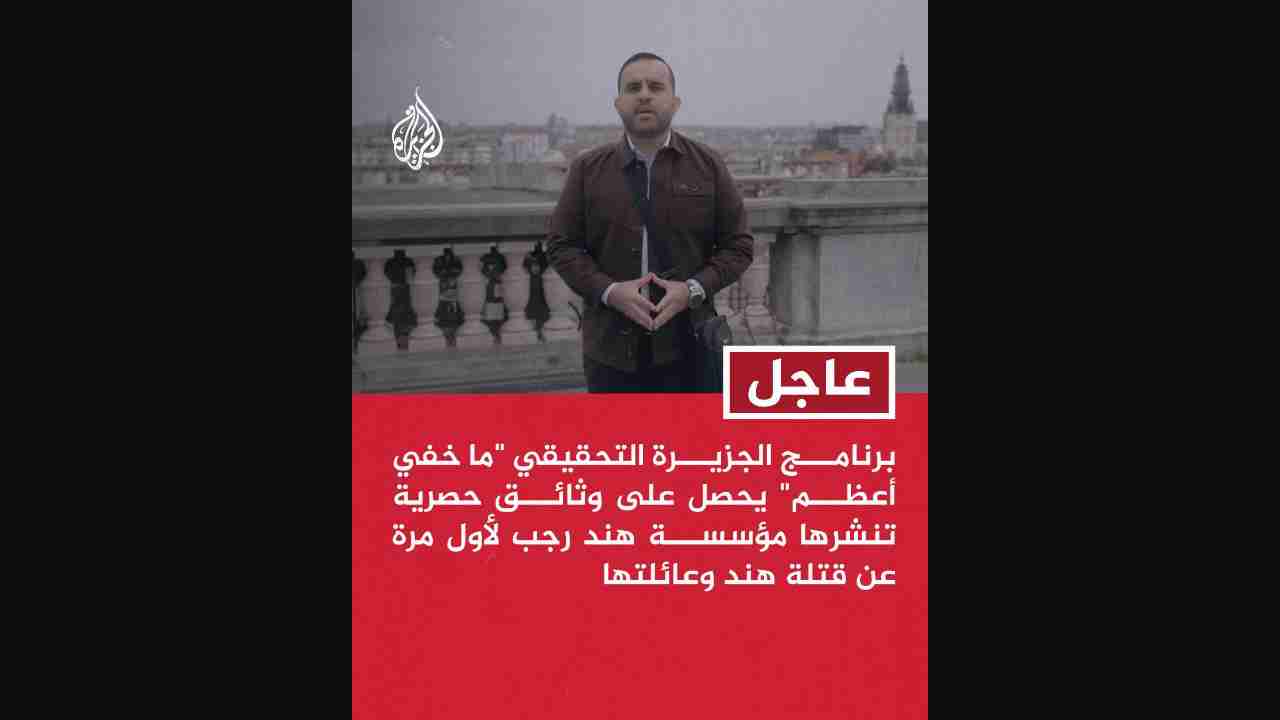 الجزيرة
عاجل
برنامج الجزيرة التحقيقي "ما خفي
أعظم" يحصل على وثائق حصرية
تنشرها مؤسسة هند رجب لأول مرة
عن قتلة هند وعائلتها